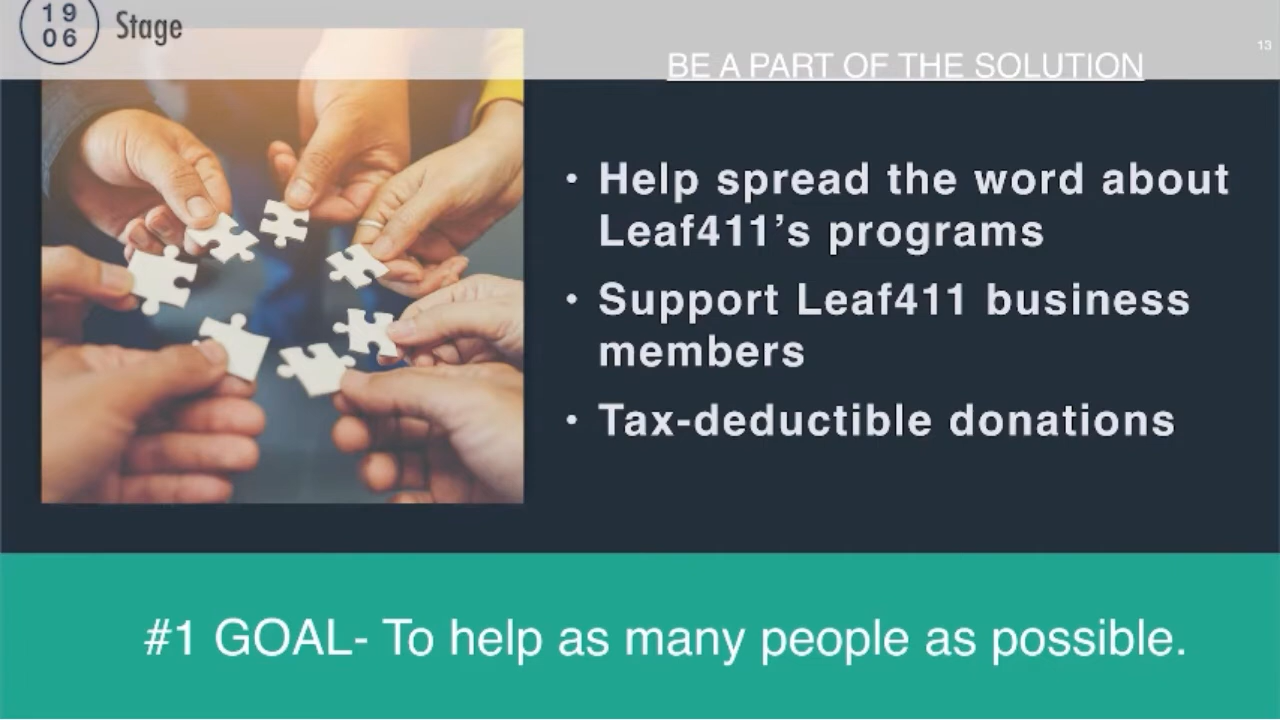 19
06
Stage
13
BE A PART OF THE SOLUTION
• Help spread the word about
Leaf411’s programs
• Support Leaf411 business
members
• Tax-deductible donations
#1 GOAL- To help as many people as possible.